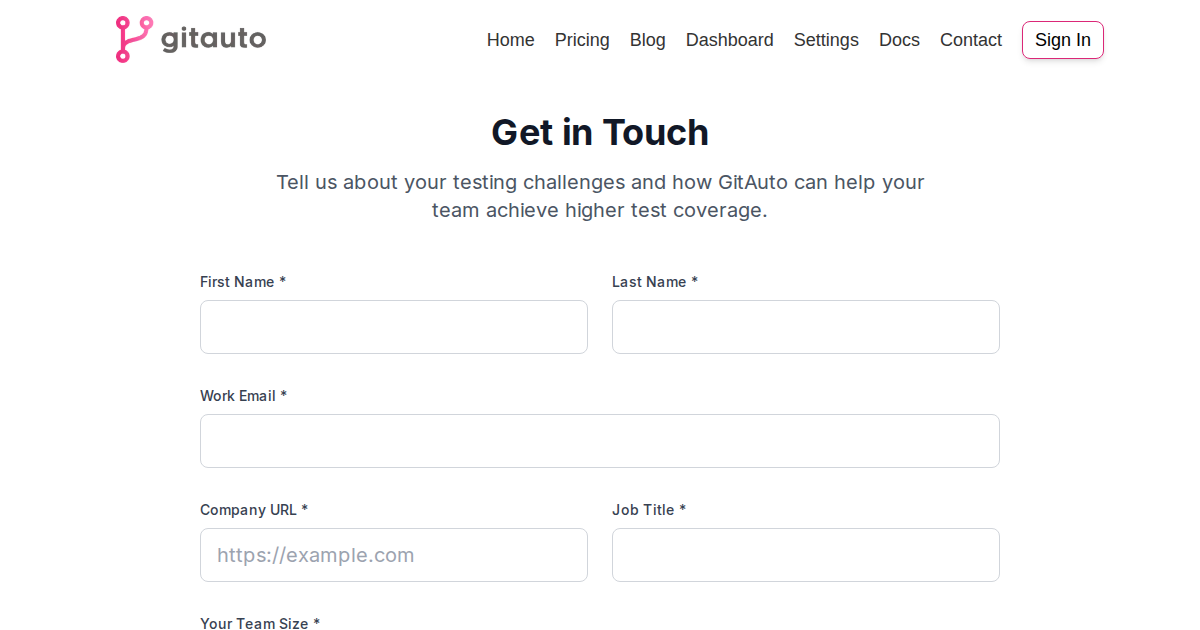 gitauto
Home Pricing Blog Dashboard Settings Docs Contact Sign In
Get in Touch
Tell us about your testing challenges and how GitAuto can help your
team achieve higher test coverage.
First Name * Last Name *
Work Email *
Company URL * Job Title *
https://example.com
Your Team Size *